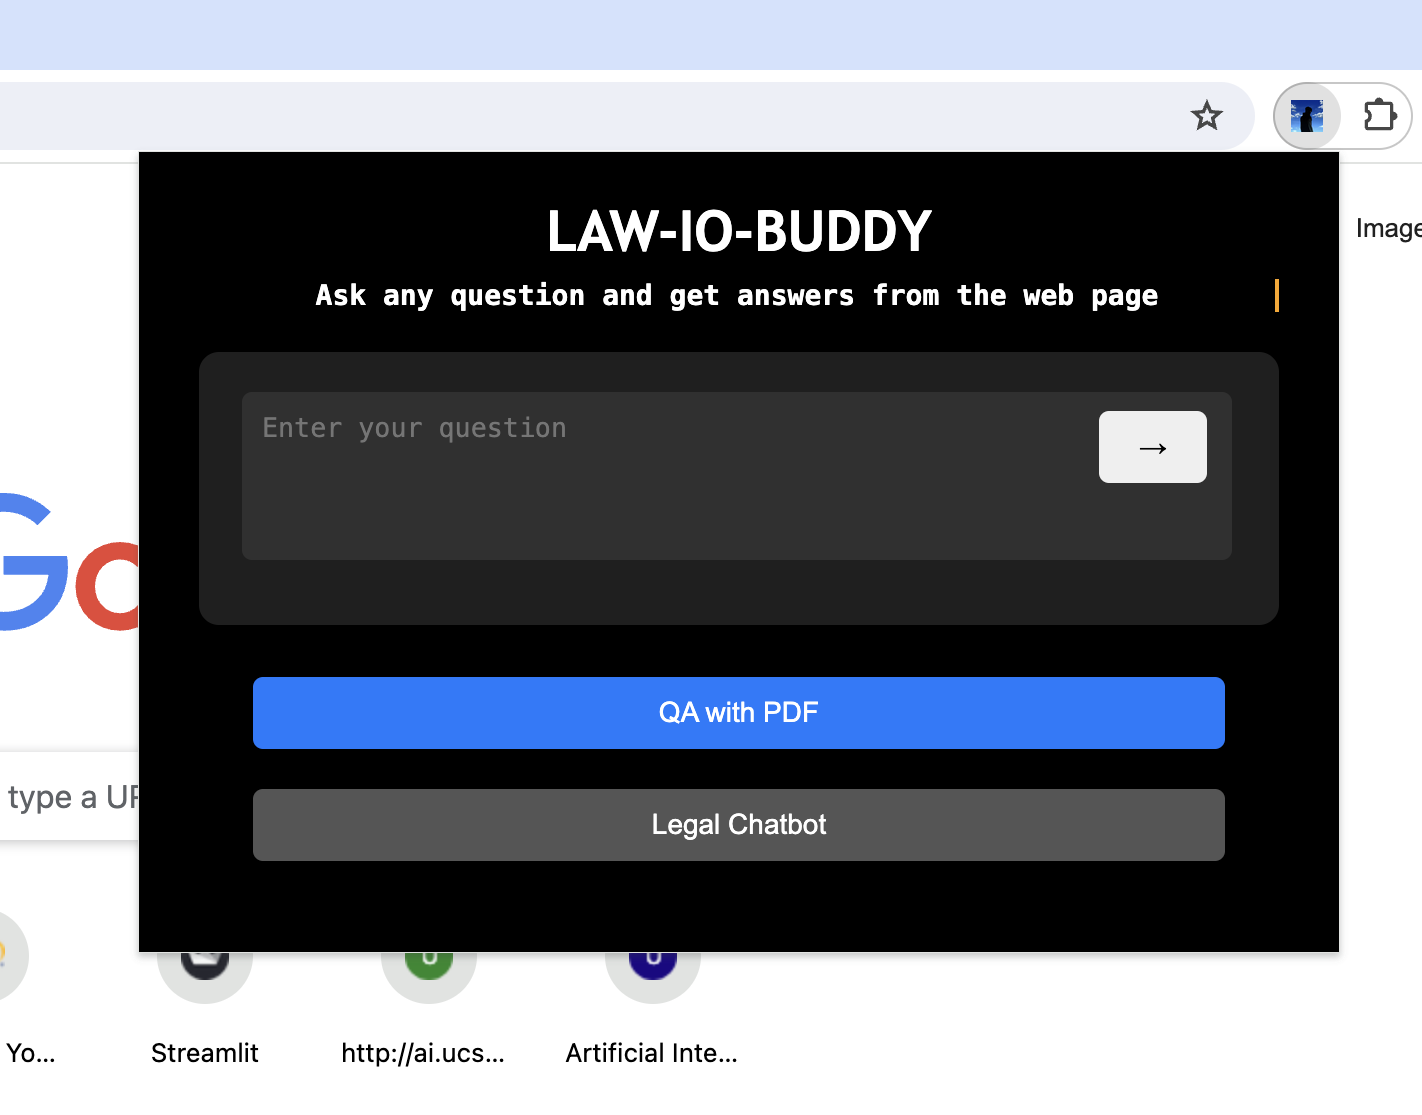 Image
LAW-IO-BUDDY
Ask any question and get answers from the web page
Enter your question
→
QA with PDF
Legal Chatbot
Go
type a UR
U
U
Yo...
Streamlit
http://ai.ucs...
Artificial Inte...